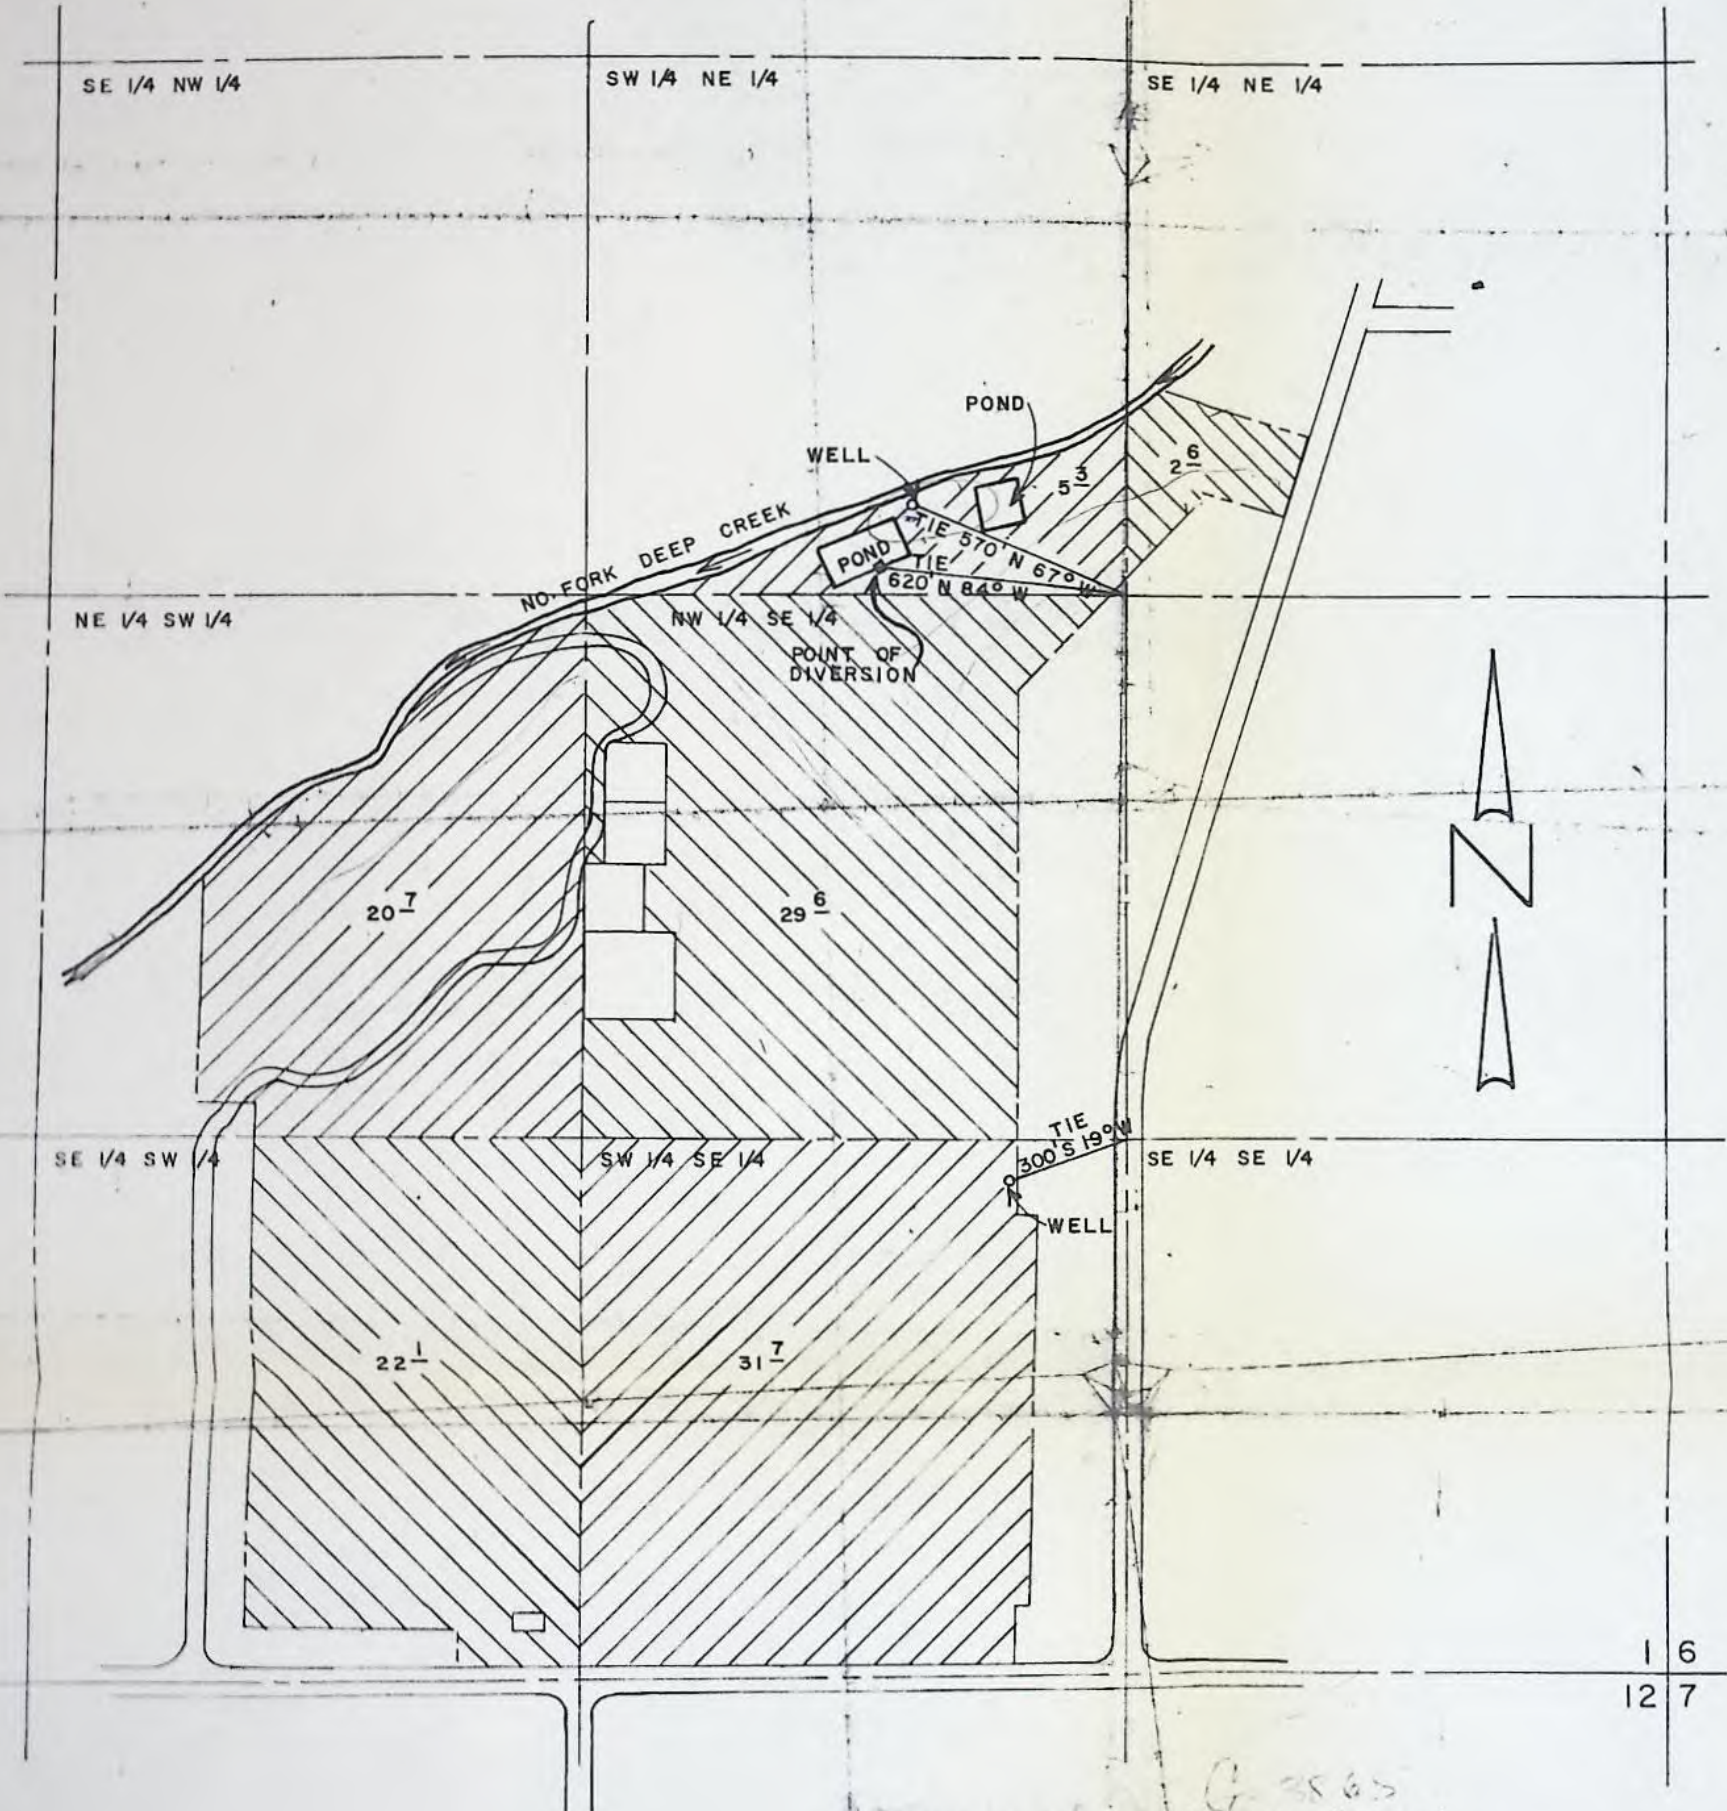 SE 1/4 NW 1/4
SW 1/4 NE 1/4
SE 1/4 NE 1/4
POND
WELL
5 3
2 6
NO. FORK DEEP CREEK
TIE 570' N 67° W
POND
TIE
620' N 84° W
NE 1/4 SW 1/4
NW 1/4 SE 1/4
POINT OF
DIVERSION
20 7
29 6
N
TIE
300' S 19° W
SE 1/4 SW 1/4
SW 1/4 SE 1/4
SE 1/4 SE 1/4
WELL
22 1
31 7
1 6
12 7